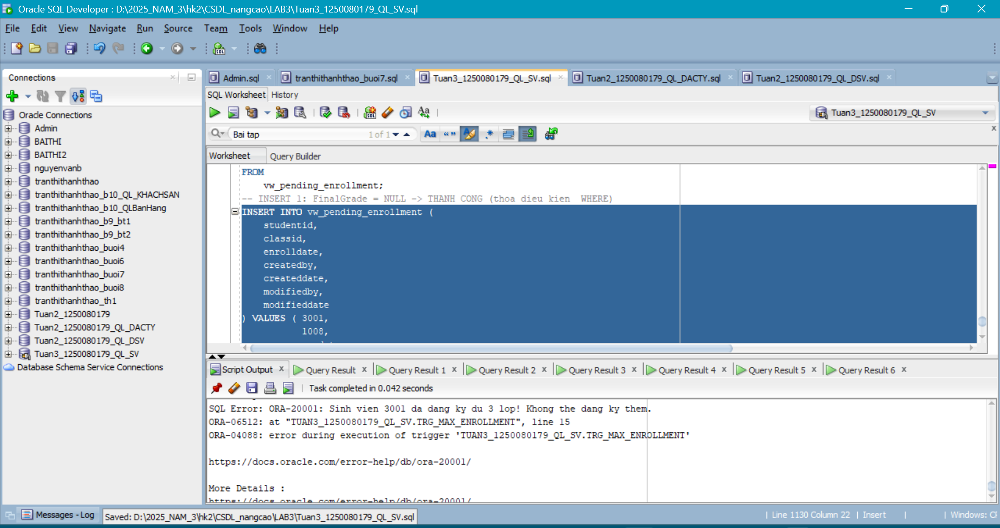 Oracle SQL Developer : D:\2025_NAM_3\hk2\CSDL_nangcao\LAB3\Tuan3_1250080179_QL_SV.sql
File Edit View Navigate Run Source Team Tools Window Help
Connections
Oracle Connections
Admin
BAITHI
BAITHI2
nguyenvanb
tranthithanhthao
tranthithanhthao_b10_QL_KHACHSAN
tranthithanhthao_b10_QLBanHang
tranthithanhthao_b9_bt1
tranthithanhthao_b9_bt2
tranthithanhthao_buoi4
tranthithanhthao_buoi6
tranthithanhthao_buoi7
tranthithanhthao_buoi8
tranthithanhthao_th1
Tuan2_1250080179
Tuan2_1250080179_QL_DACTY
Tuan2_1250080179_QL_DSV
Tuan3_1250080179_QL_SV
Database Schema Service Connections
Admin.sql tranthithanhthao_buoi7.sql Tuan3_1250080179_QL_SV.sql Tuan2_1250080179_QL_DACTY.sql Tuan2_1250080179_QL_DSV.sql
SQL Worksheet History
Tuan3_1250080179_QL_SV
Bai tap 1 of 1
Worksheet Query Builder
FROM
vw_pending_enrollment;
-- INSERT 1: FinalGrade = NULL -> THANH CONG (thoa dieu kien  WHERE)
INSERT INTO vw_pending_enrollment (
studentid,
classid,
enrolldate,
createdby,
createddate,
modifiedby,
modifieddate
) VALUES ( 3001,
1008,
Script Output Query Result Query Result 1 Query Result 2 Query Result 3 Query Result 4 Query Result 5 Query Result 6
Task completed in 0.042 seconds
SQL Error: ORA-20001: Sinh vien 3001 da dang ky du 3 lop! Khong the dang ky them.
ORA-06512: at "TUAN3_1250080179_QL_SV.TRG_MAX_ENROLLMENT", line 15
ORA-04088: error during execution of trigger 'TUAN3_1250080179_QL_SV.TRG_MAX_ENROLLMENT'
https://docs.oracle.com/error-help/db/ora-20001/
More Details :
https://docs.oracle.com/error-help/db/ora-20001/
Messages - Log
Saved: D:\2025_NAM_3\hk2\CSDL_nangcao\LAB3\Tuan3_1250080179_QL_SV.sql
Line 1130 Column 22 Insert Windows: CF